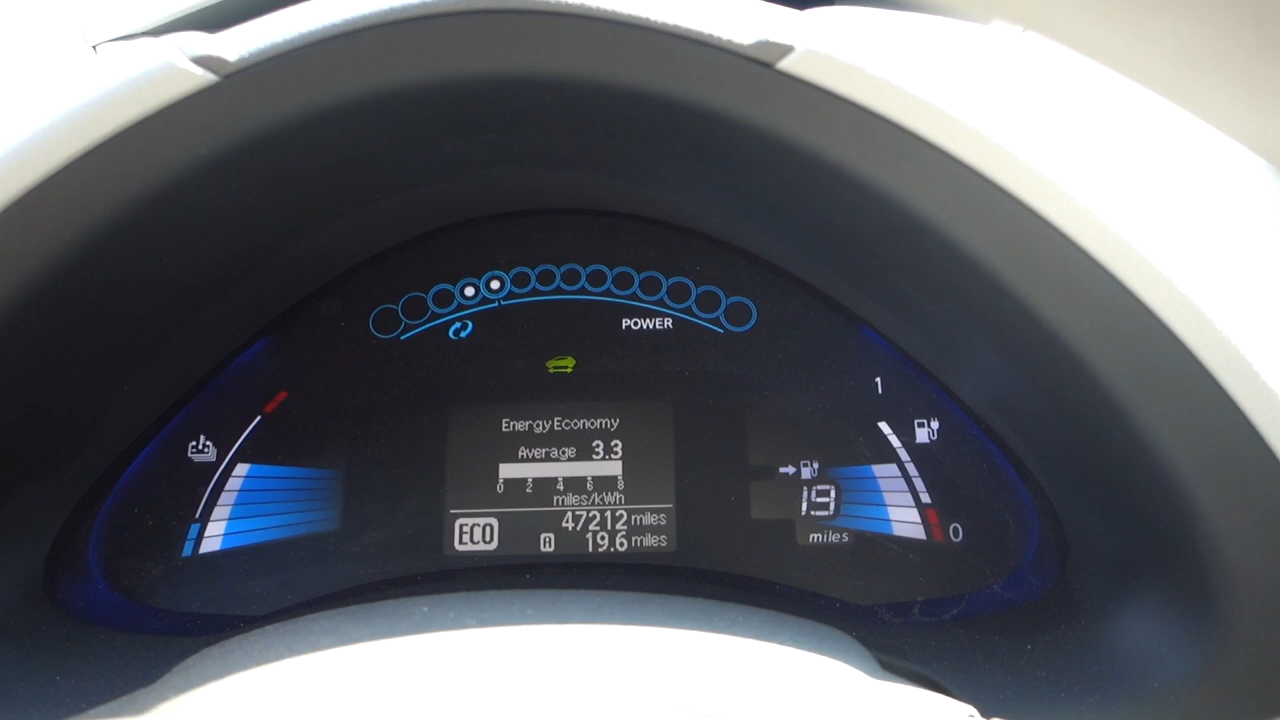 POWER
1
Energy Economy
Average 3.3
0 2 4 6 8
miles/kWh
19
47212 miles
ECO
A 19.6 miles
miles
0